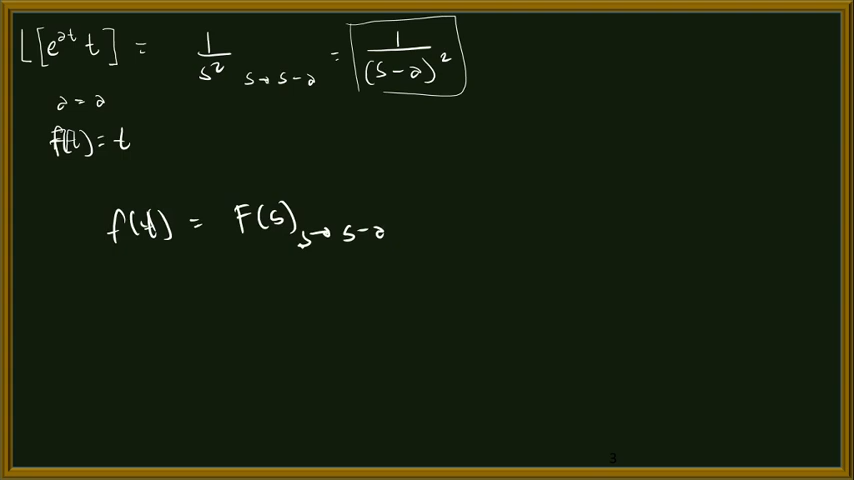 L[e^{at} t] = 1/s² s→s-a = 1/(s-a)²
a = a
f(t) = t
f(t) = F(s) s→ s-a
3